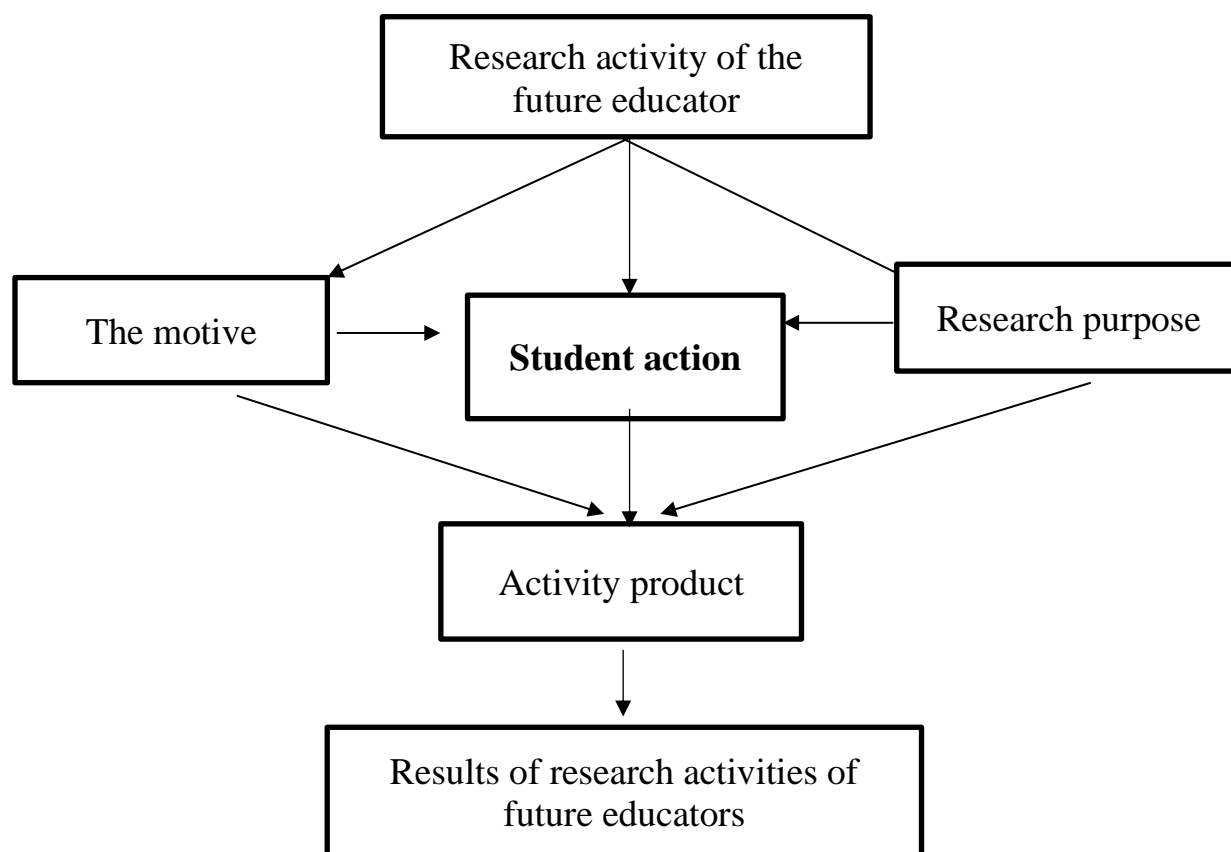 Research activity of the
future educator
The motive
Student action
Research purpose
Activity product
Results of research activities of
future educators